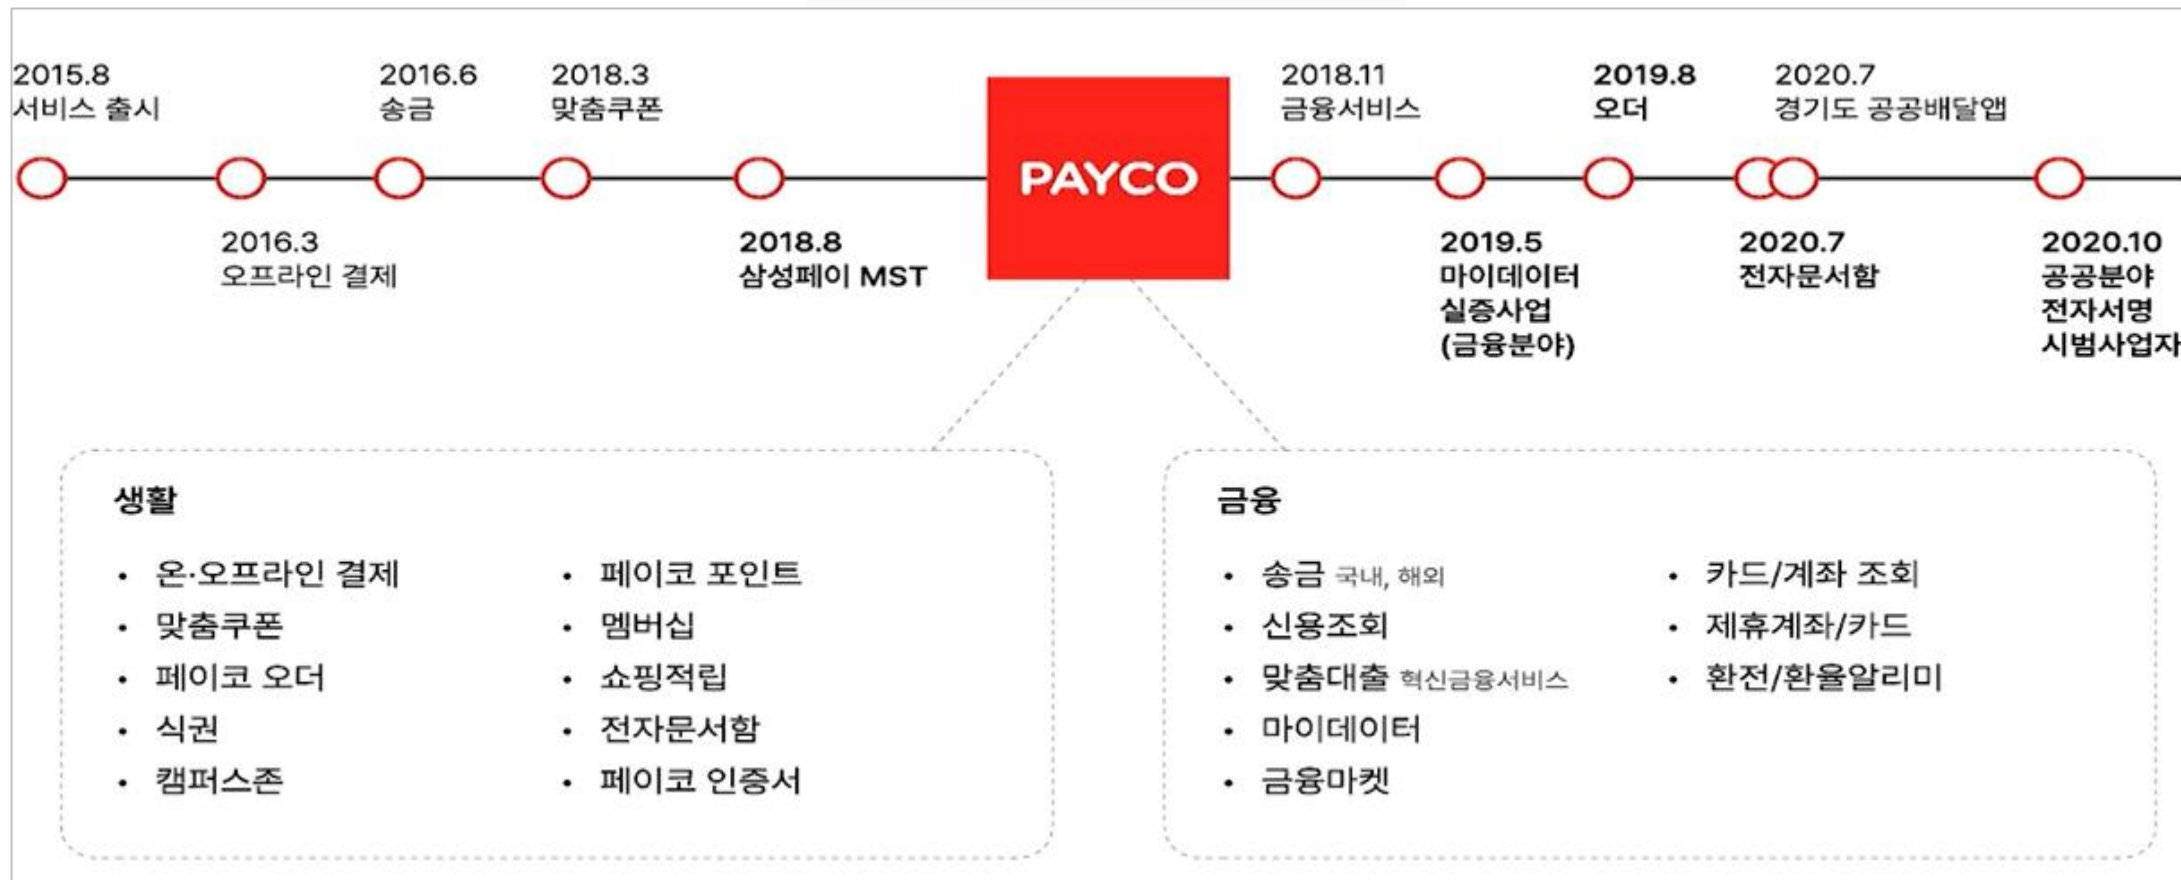 2015.8
서비스 출시
2016.3
오프라인 결제
2016.6
송금
2018.3
맞춤쿠폰
2018.8
삼성페이 MST
PAYCO
2018.11
금융서비스
2019.5
마이데이터
실증사업
(금융분야)
2019.8
오더
2020.7
전자문서함
2020.7
경기도 공공배달앱
2020.10
공공분야
전자서명
시범사업자
생활
• 온·오프라인 결제
• 맞춤쿠폰
• 페이코 오더
• 식권
• 캠퍼스존
• 페이코 포인트
• 멤버십
• 쇼핑적립
• 전자문서함
• 페이코 인증서
금융
• 송금 국내, 해외
• 신용조회
• 맞춤대출 혁신금융서비스
• 마이데이터
• 금융마켓
• 카드/계좌 조회
• 제휴계좌/카드
• 환전/환율알리미